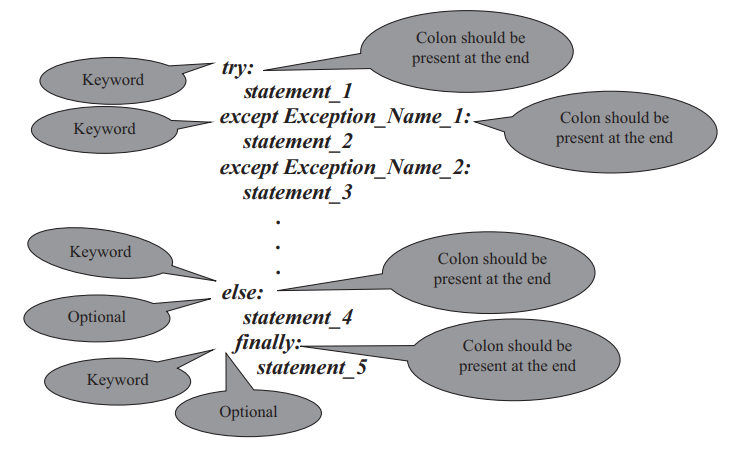 Colon should be
present at the end
Keyword
try:
statement_1
Keyword
except Exception_Name_1:
Colon should be
present at the end
statement_2
except Exception_Name_2:
statement_3
.
.
.
Keyword
Colon should be
present at the end
else:
Optional
statement_4
finally:
Colon should be
present at the end
statement_5
Keyword
Optional